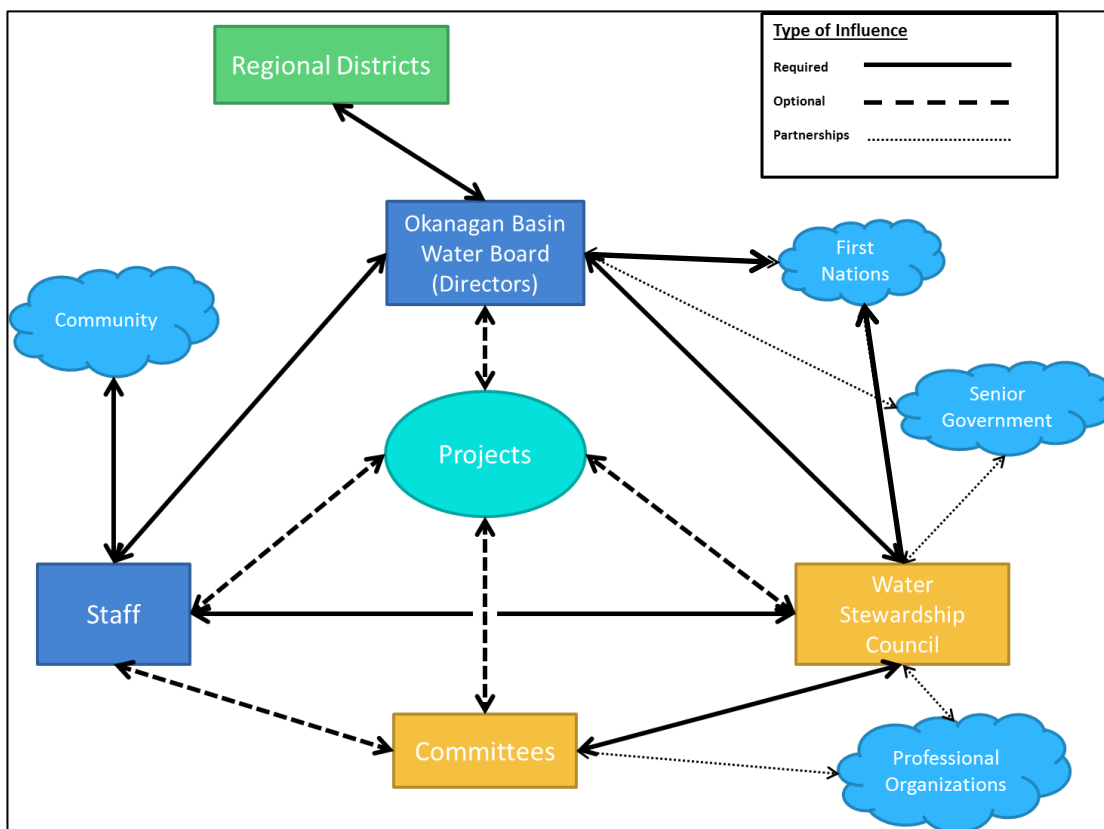 Type of Influence
Required
Optional
Partnerships
Regional Districts
Okanagan Basin
Water Board
(Directors)
First
Nations
Community
Senior
Government
Projects
Staff
Water
Stewardship
Council
Committees
Professional
Organizations